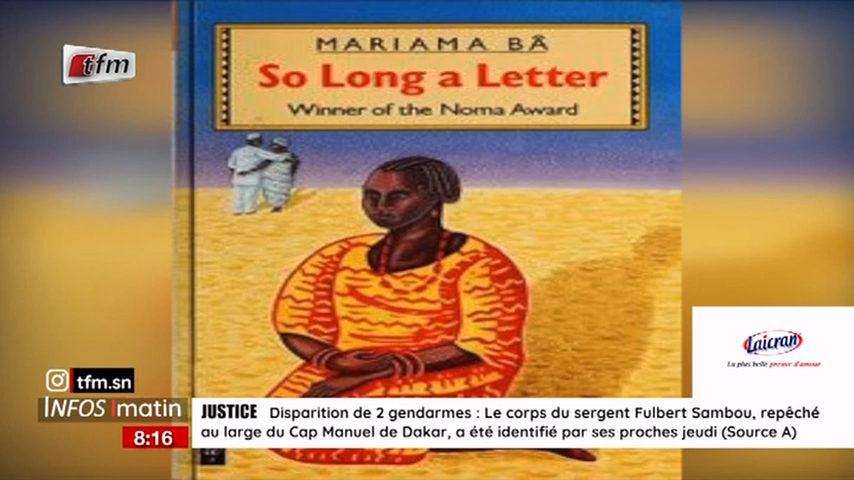 MARIAMA BÂ
So Long a Letter
Winner of the Noma Award
tfm
Laicran
La plus belle preuve d'amour
tfm.sn
INFOS matin
8:16
JUSTICE Disparition de 2 gendarmes : Le corps du sergent Fulbert Sambou, repêché
au large du Cap Manuel de Dakar, a été identifié par ses proches jeudi (Source A)